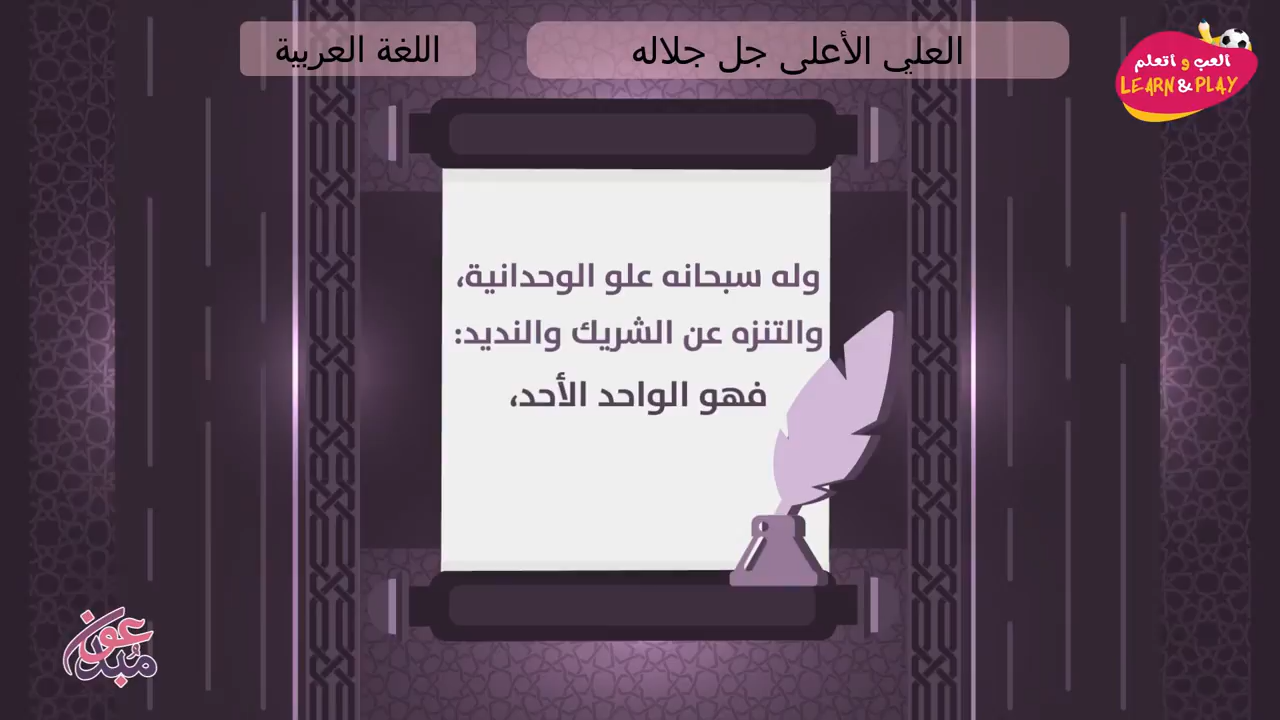 اللغة العربية
العلي الأعلى جل جلاله
العب و اتعلم
LEARN & PLAY
وله سبحانه علو الوحدانية،
والتنزه عن الشريك والنديد:
فهو الواحد الأحد،
مبدعون